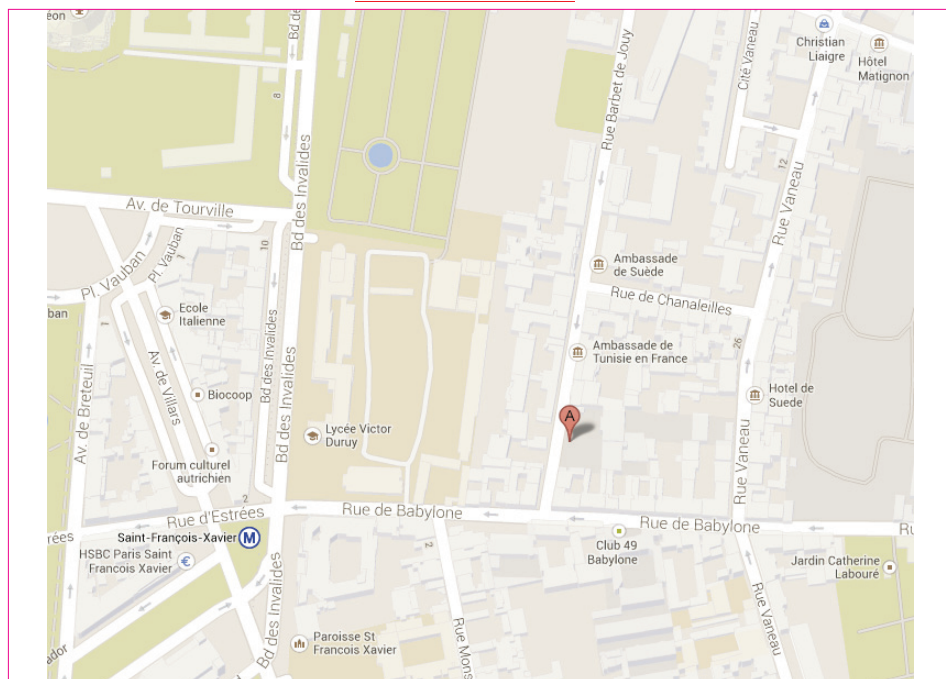 Bd de
8
Rue Barbet de Jouy
Cité Vaneau
Christian
Liaigre
Hôtel
Matignon
12
Rue Vaneau
Av. de Tourville
Bd des Invalides
Pl. Vauban
Pl. Vauban
1
10
Ambassade
de Suède
Rue de Chanaleilles
Ecole
Italienne
1
Av. de Breteuil
Av. de Villars
Bd des Invalides
Bd des Invalides
Ambassade de
Tunisie en France
26
Biocoop
Hotel de
Suede
A
Lycée Victor
Duruy
Forum culturel
autrichien
Rue Vaneau
2
Rue d'Estrées
Rue de Babylone
Rue de Babylone
Saint-François-Xavier
M
HSBC Paris Saint
Francois Xavier
€
2
Club 49
Babylone
Jardin Catherine
Labouré
Bd des Invalides
Paroisse St
Francois Xavier
Rue Mons
Rue Vaneau